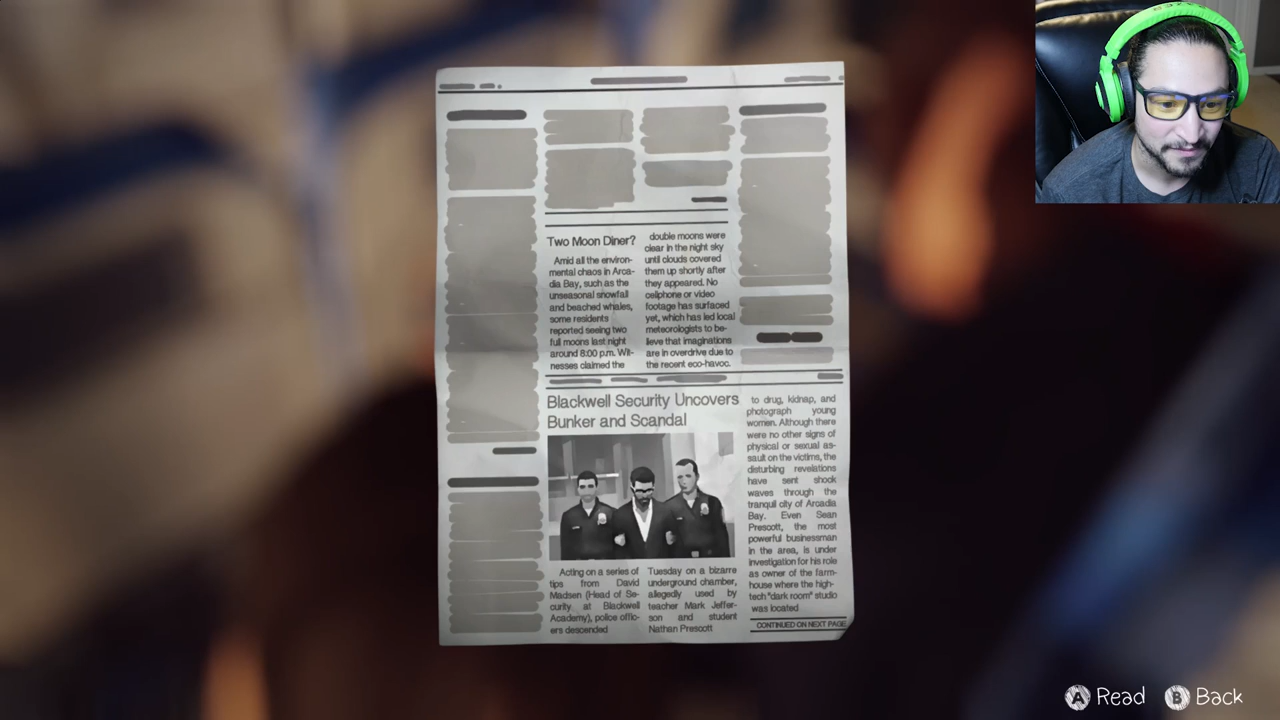 Two Moon Diner?
Amid all the environ-
mental chaos in Arca-
dia Bay, such as the
unseasonal snowfall
and beached whales,
some residents
reported seeing two
full moons last night
around 8:00 p.m. Wit-
nesses claimed the
double moons were
clear in the night sky
until clouds covered
them up shortly after
they appeared. No
cellphone or video
footage has surfaced
yet, which has led local
meteorologists to be-
lieve that imaginations
are in overdrive due to
the recent eco-havoc.
Blackwell Security Uncovers
Bunker and Scandal
Acting on a series of
tips from David
Madsen (Head of Se-
curity at Blackwell
Academy), police offic-
ers descended
Tuesday on a bizarre
underground chamber,
allegedly used by
teacher Mark Jeffer-
son and student
Nathan Prescott
to drug, kidnap, and
photograph young
women. Although there
were no other signs of
physical or sexual as-
sault on the victims, the
disturbing revelations
have sent shock
waves through the
tranquil city of Arcadia
Bay. Even Sean
Prescott, the most
powerful businessman
in the area, is under
investigation for his role
as owner of the farm-
house where the high-
tech "dark room" studio
was located
CONTINUED ON NEXT PAGE
A Read B Back